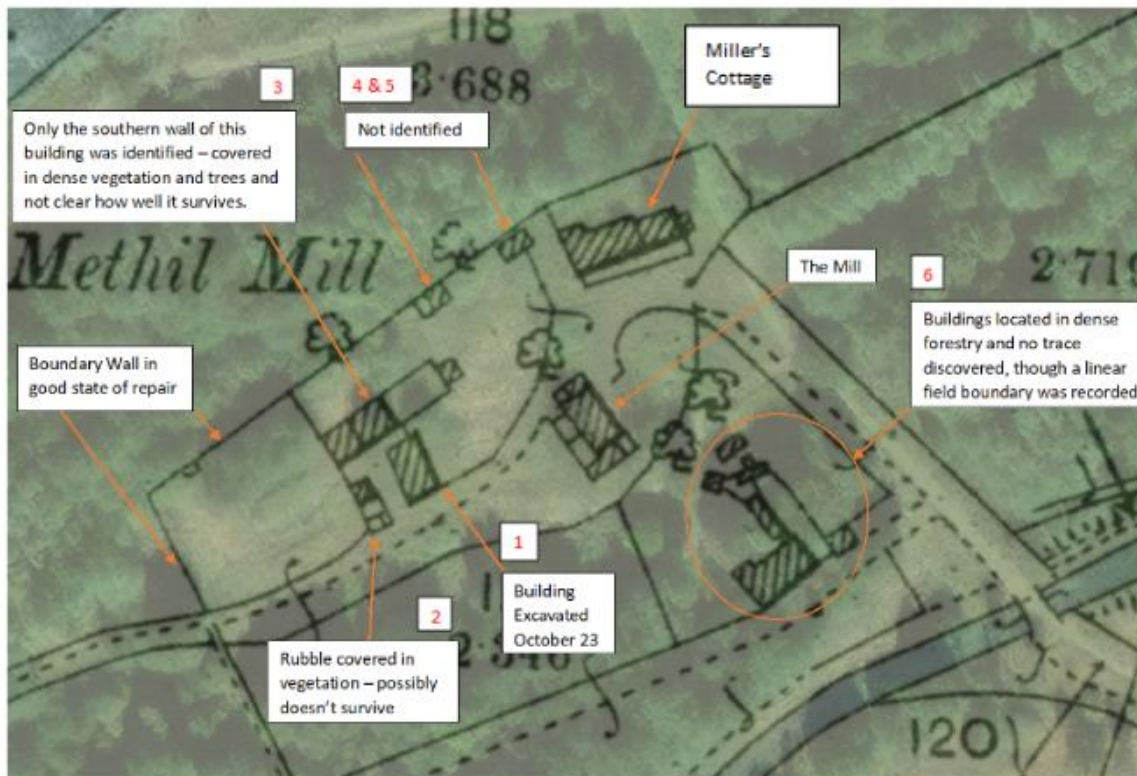 118
3·688
Miller's
Cottage
3
4 & 5
Only the southern wall of this
building was identified – covered
in dense vegetation and trees and
not clear how well it survives.
Not identified
Methil Mill
The Mill
6
2·719
Buildings located in dense
forestry and no trace
discovered, though a linear
field boundary was recorded
Boundary Wall in
good state of repair
1
Building
Excavated
October 23
2
Rubble covered in
vegetation – possibly
doesn't survive
120